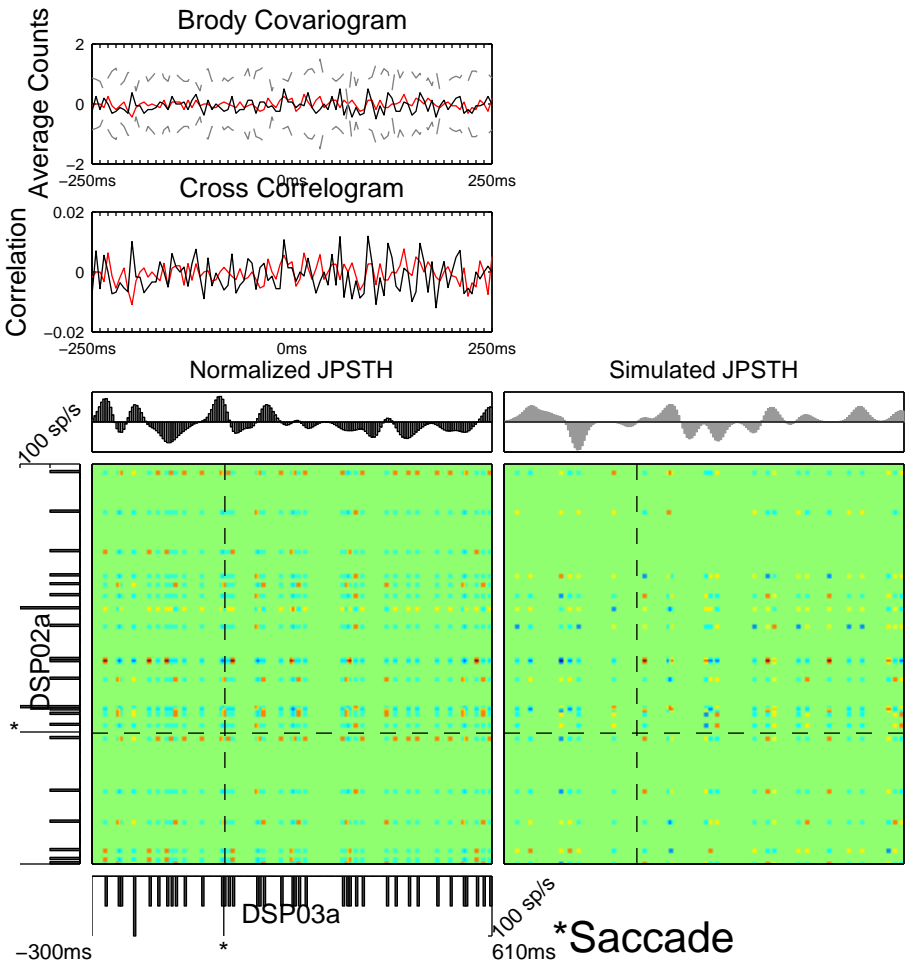 Brody Covariogram
Average Counts
2
0
−2
−250ms
0ms
250ms
Cross Correlogram
Correlation
0.02
0
−0.02
−250ms
0ms
250ms
Normalized JPSTH
Simulated JPSTH
100 sp/s
DSP02a
*
DSP03a
*
100 sp/s
−300ms
610ms
*Saccade